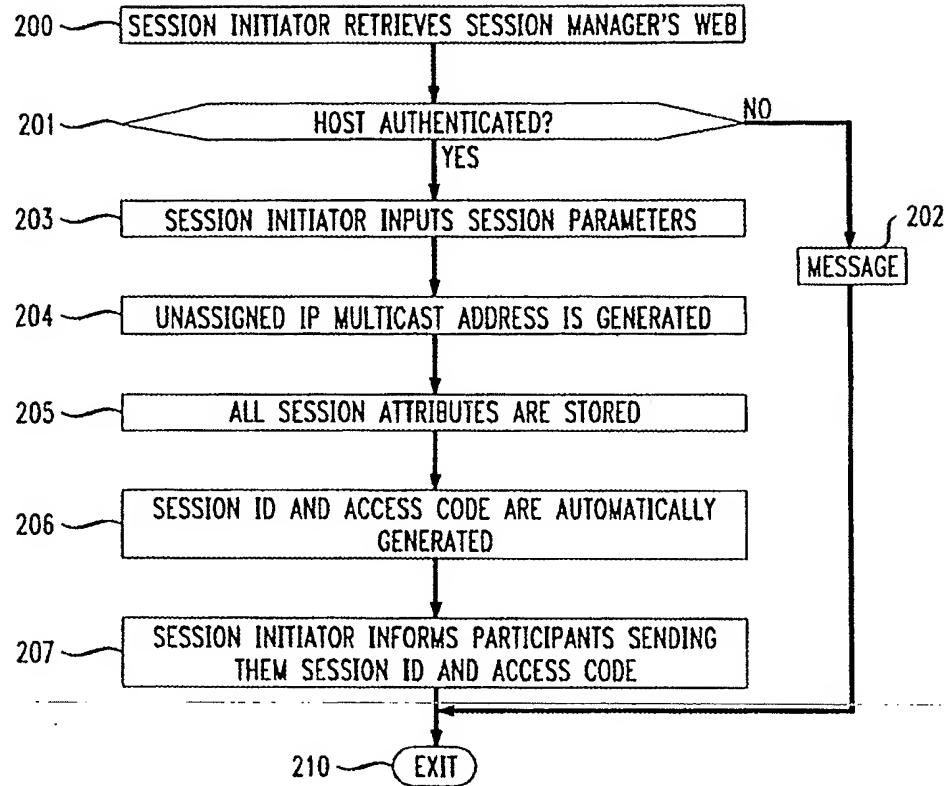 200 SESSION INITIATOR RETRIEVES SESSION MANAGER'S WEB
201 HOST AUTHENTICATED?
NO
YES
203 SESSION INITIATOR INPUTS SESSION PARAMETERS
202
MESSAGE
204 UNASSIGNED IP MULTICAST ADDRESS IS GENERATED
205 ALL SESSION ATTRIBUTES ARE STORED
206 SESSION ID AND ACCESS CODE ARE AUTOMATICALLY
GENERATED
207 SESSION INITIATOR INFORMS PARTICIPANTS SENDING
THEM SESSION ID AND ACCESS CODE
210 EXIT